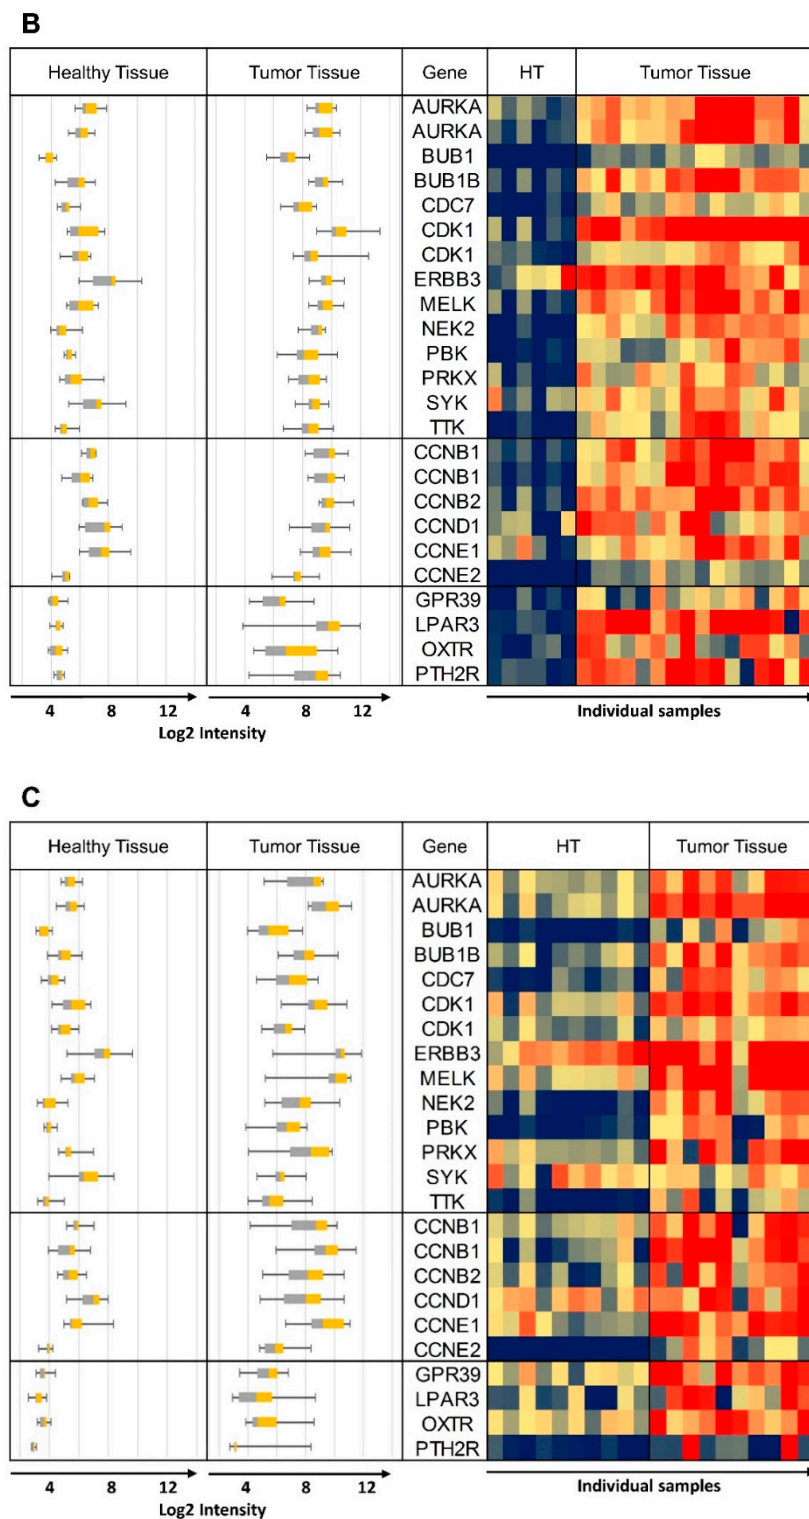 B
Healthy Tissue Tumor Tissue Gene HT Tumor Tissue
AURKA
AURKA
BUB1
BUB1B
CDC7
CDK1
CDK1
ERBB3
MELK
NEK2
PBK
PRKX
SYK
TTK
CCNB1
CCNB1
CCNB2
CCND1
CCNE1
CCNE2
GPR39
LPAR3
OXTR
PTH2R
4 8 12 4 8 12 Individual samples
Log2 Intensity
C
Healthy Tissue Tumor Tissue Gene HT Tumor Tissue
AURKA
AURKA
BUB1
BUB1B
CDC7
CDK1
CDK1
ERBB3
MELK
NEK2
PBK
PRKX
SYK
TTK
CCNB1
CCNB1
CCNB2
CCND1
CCNE1
CCNE2
GPR39
LPAR3
OXTR
PTH2R
4 8 12 4 8 12 Individual samples
Log2 Intensity